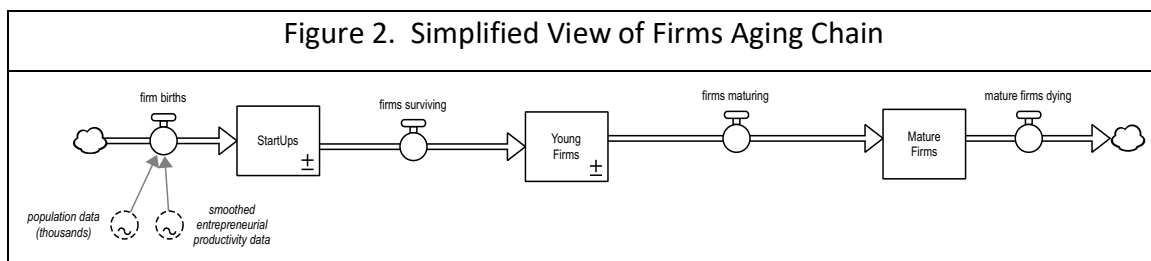 Figure 2. Simplified View of Firms Aging Chain
firm births
StartUps
±
firms surviving
Young
Firms
±
firms maturing
Mature
Firms
mature firms dying
population data
(thousands)
smoothed
entrepreneurial
productivity data